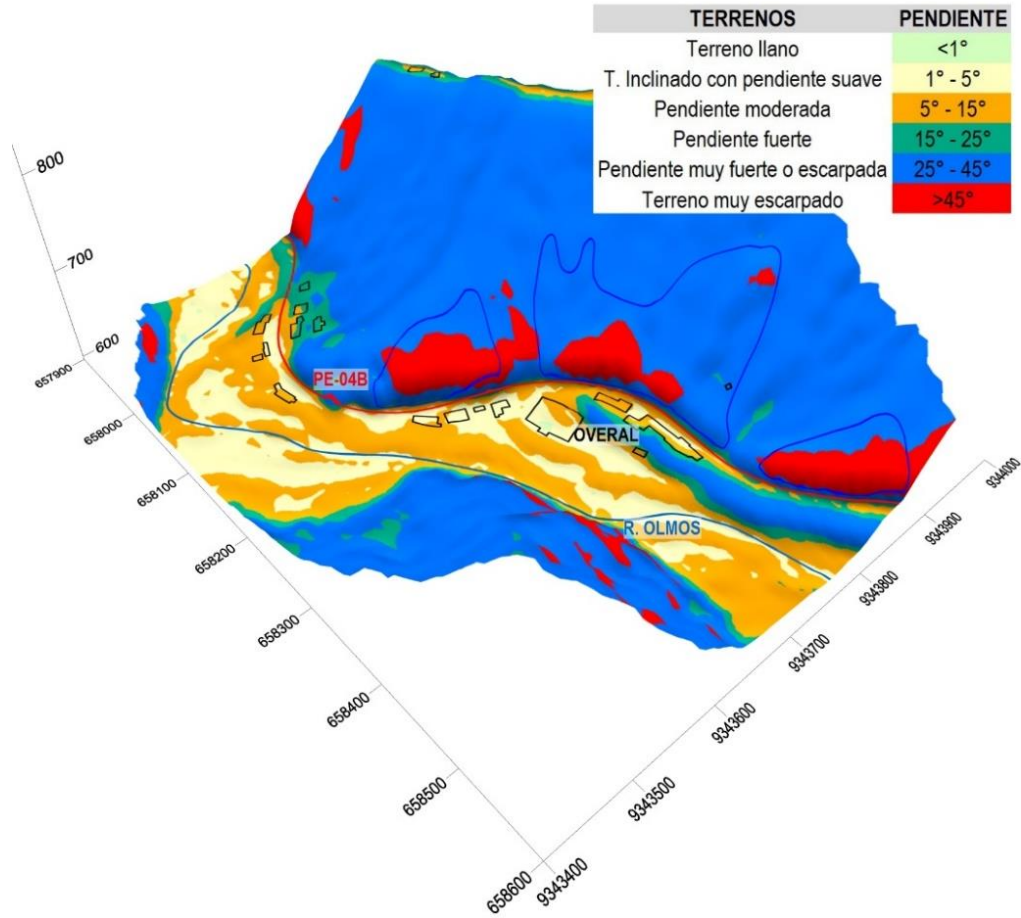 TERRENOS PENDIENTE
Terreno llano <1°
T. Inclinado con pendiente suave 1° - 5°
Pendiente moderada 5° - 15°
Pendiente fuerte 15° - 25°
Pendiente muy fuerte o escarpada 25° - 45°
Terreno muy escarpado >45°
800
700
600
657900
658000
658100
658200
658300
658400
658500
658600
PE-04B
OVERAL
R. OLMOS
944000
9343900
9343800
9343700
9343600
9343500
9343400